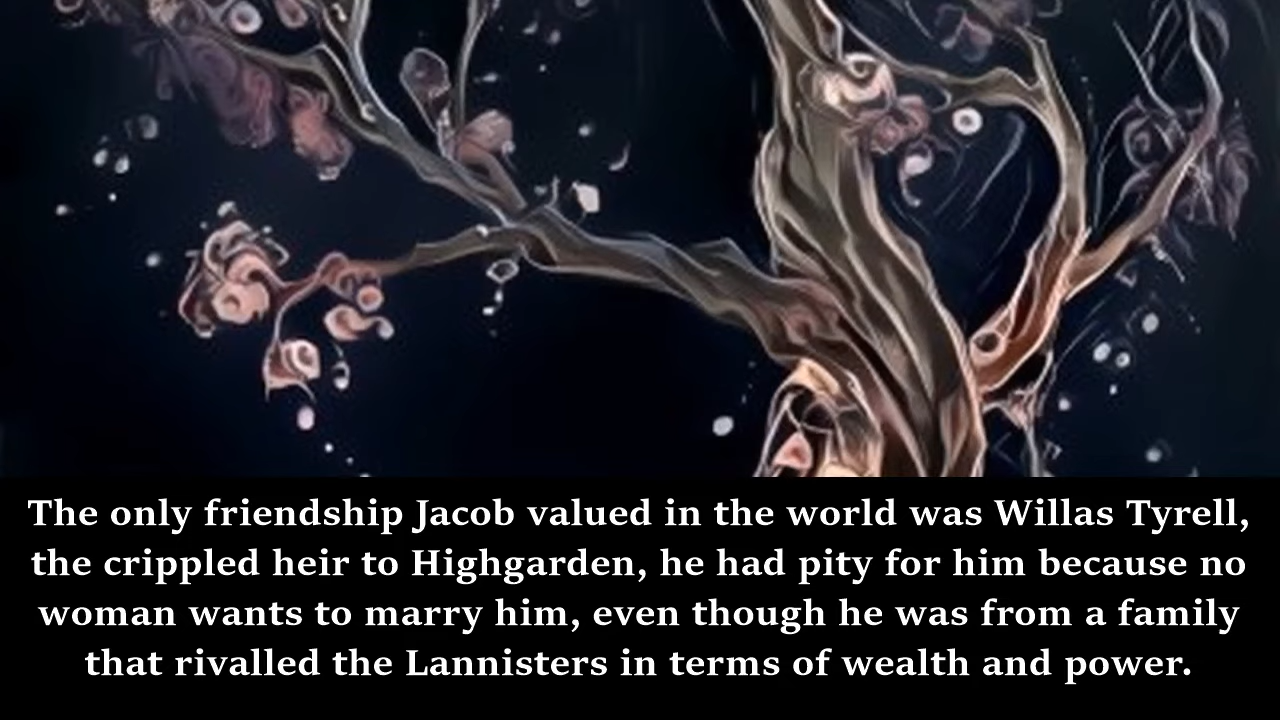 The only friendship Jacob valued in the world was Willas Tyrell,
the crippled heir to Highgarden, he had pity for him because no
woman wants to marry him, even though he was from a family
that rivalled the Lannisters in terms of wealth and power.